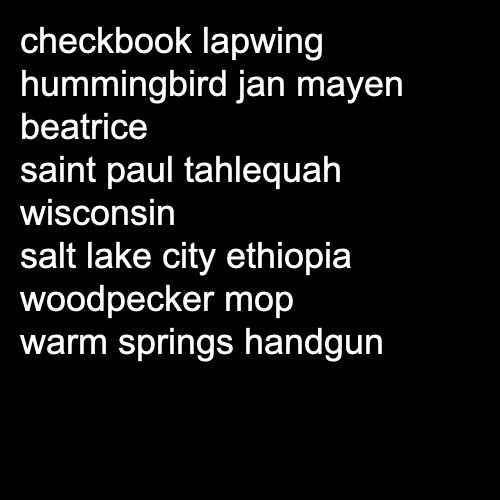 checkbook lapwing
hummingbird jan mayen
beatrice
saint paul tahlequah
wisconsin
salt lake city ethiopia
woodpecker mop
warm springs handgun